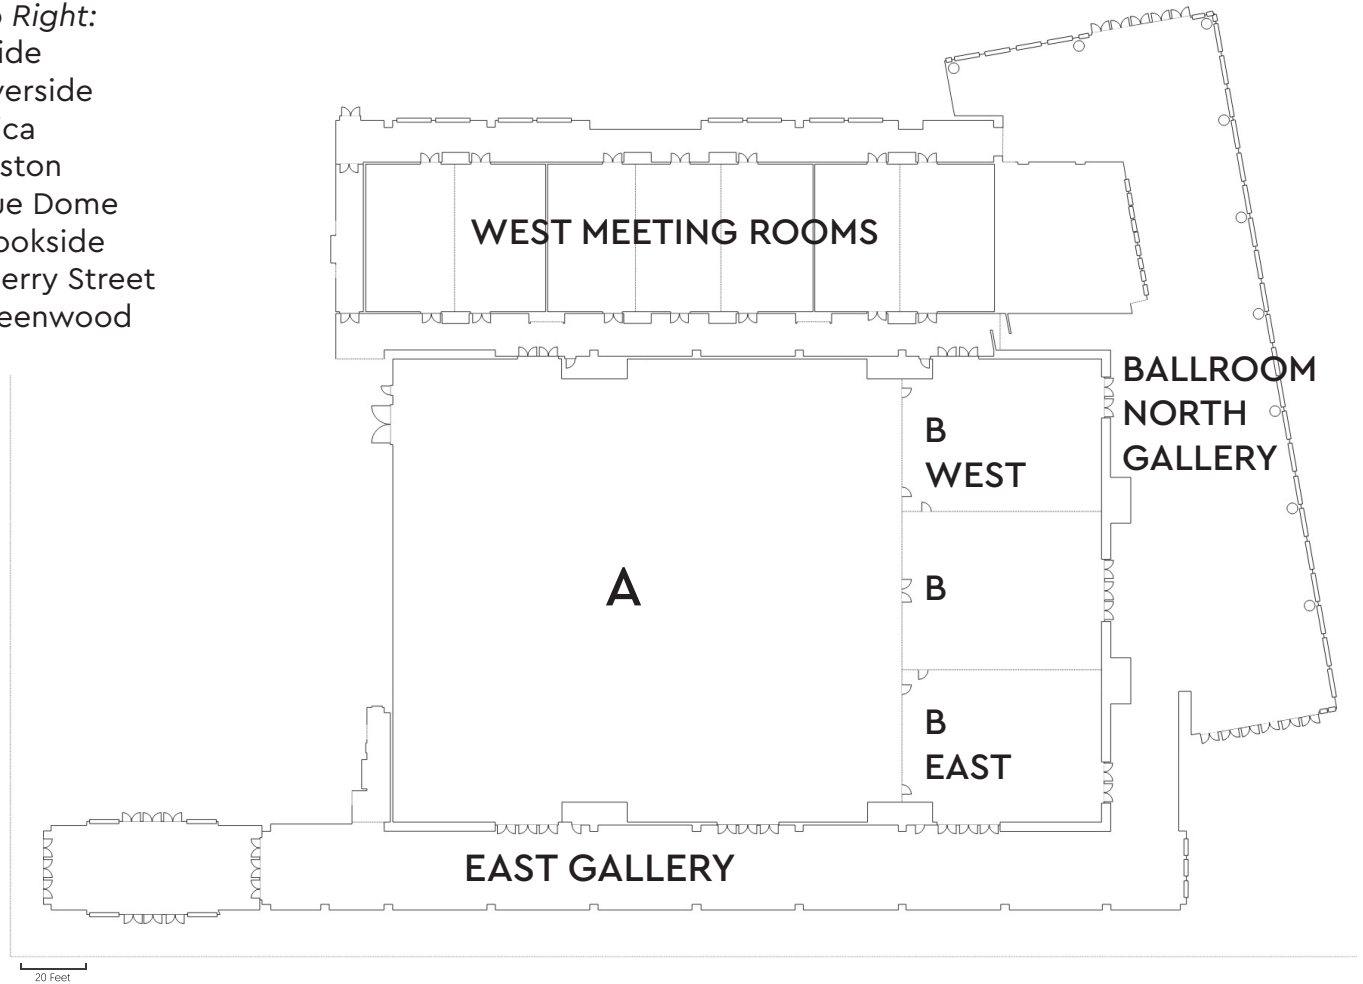 Right:
ide
verside
ica
ston
ue Dome
ookside
erry Street
eenwood
WEST MEETING ROOMS
BALLROOM
NORTH
GALLERY
B
WEST
A
B
B
EAST
EAST GALLERY
20 Feet